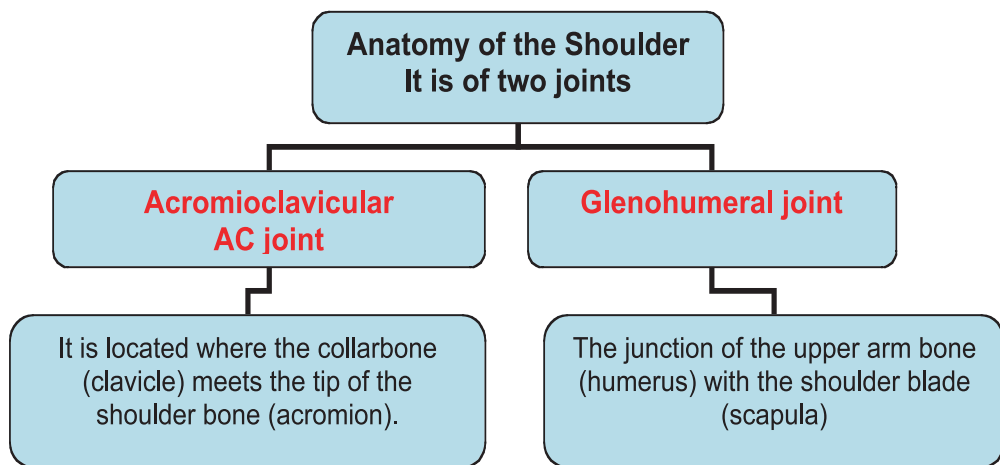 Anatomy of the Shoulder
It is of two joints
Acromioclavicular
AC joint
Glenohumeral joint
It is located where the collarbone
(clavicle) meets the tip of the
shoulder bone (acromion).
The junction of the upper arm bone
(humerus) with the shoulder blade
(scapula)